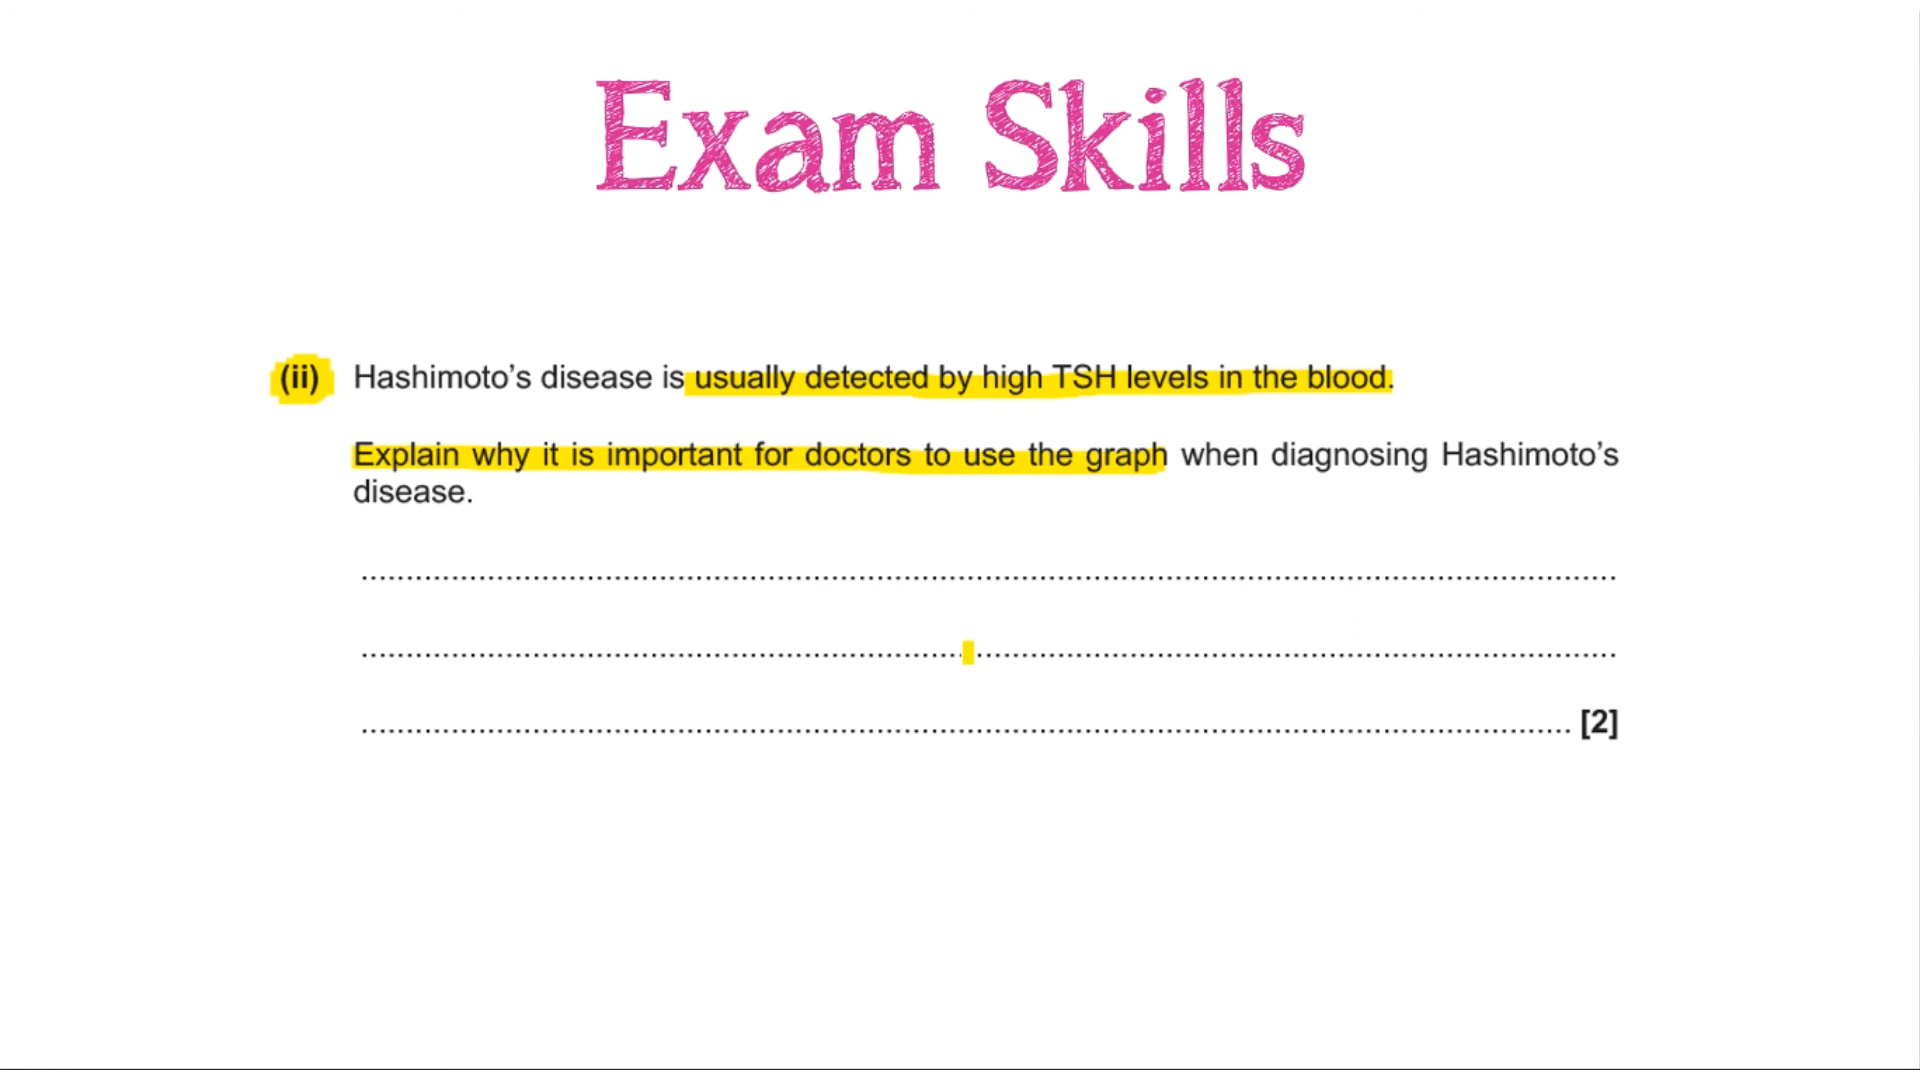 Exam Skills
(ii) Hashimoto's disease is usually detected by high TSH levels in the blood.
Explain why it is important for doctors to use the graph when diagnosing Hashimoto's
disease.
[2]